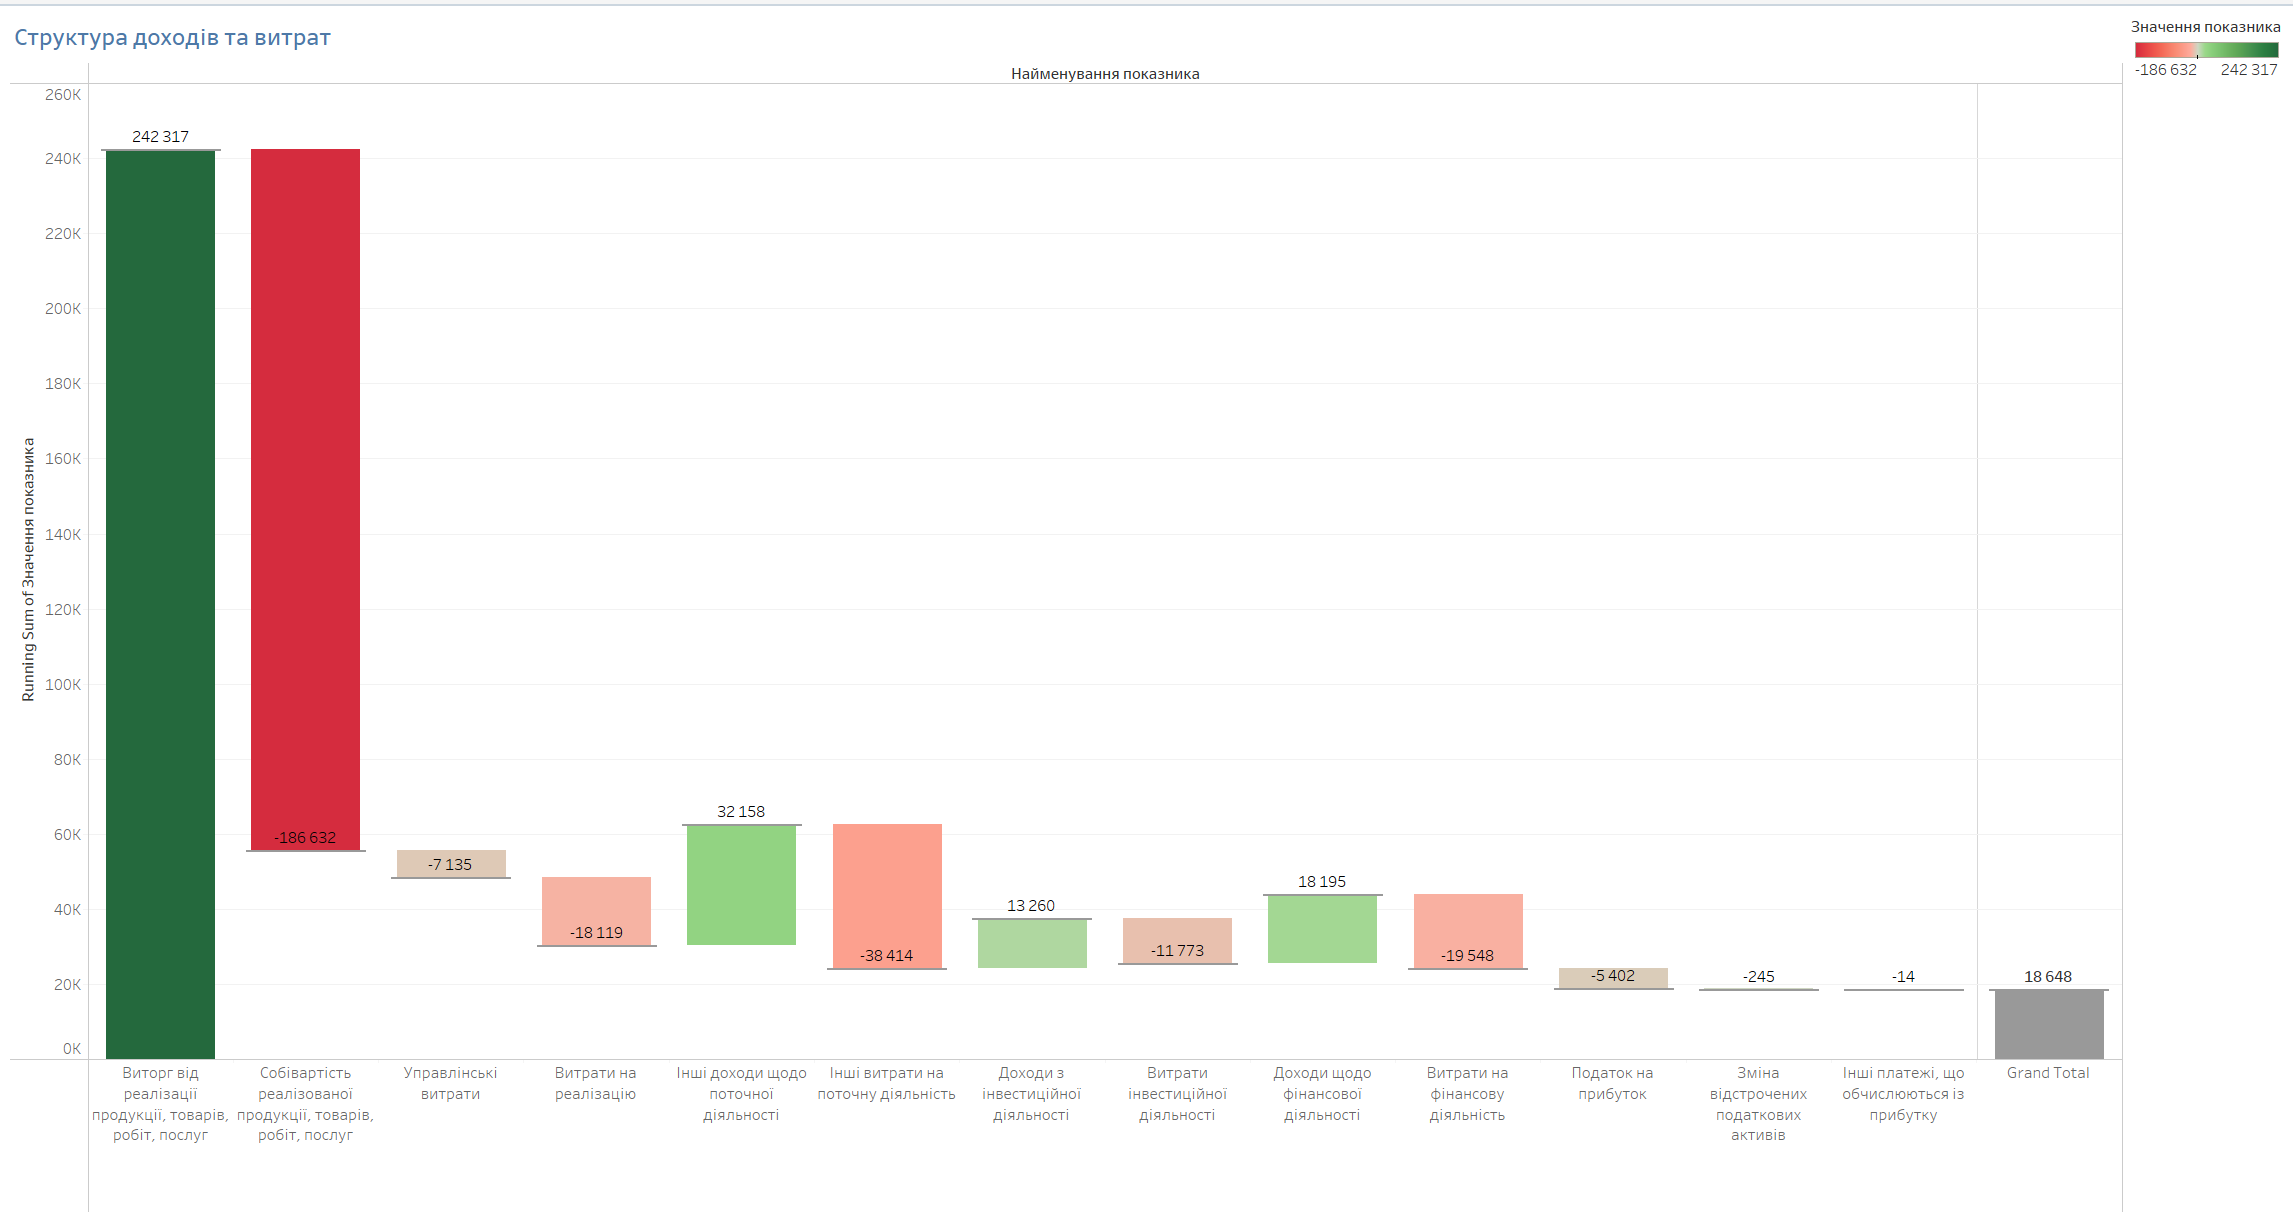 Структура доходів та витрат
Значення показника
-186 632 242 317
Найменування показника
Running Sum of Значення показника
260K
240K
220K
200K
180K
160K
140K
120K
100K
80K
60K
40K
20K
0K
242 317
-186 632
-7 135
-18 119
32 158
-38 414
13 260
-11 773
18 195
-19 548
-5 402
-245
-14
18 648
Виторг від
реалізації
продукції, товарів,
робіт, послуг
Собівартість
реалізованої
продукції, товарів,
робіт, послуг
Управлінські
витрати
Витрати на
реалізацію
Інші доходи щодо
поточної
діяльності
Інші витрати на
поточну діяльність
Доходи з
інвестиційної
діяльності
Витрати
інвестиційної
діяльності
Доходи щодо
фінансової
діяльності
Витрати на
фінансову
діяльність
Податок на
прибуток
Зміна
відстрочених
податкових
активів
Інші платежі, що
обчислюються із
прибутку
Grand Total